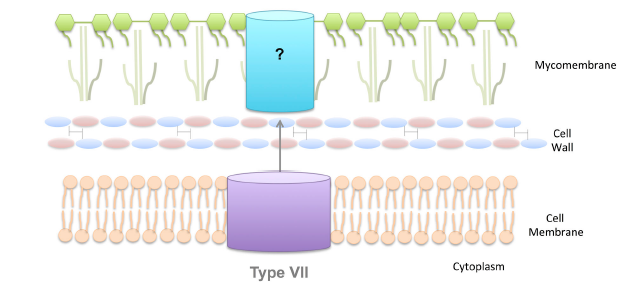 ?
Mycomembrane
Cell
Wall
Cell
Membrane
Cytoplasm
Type VII